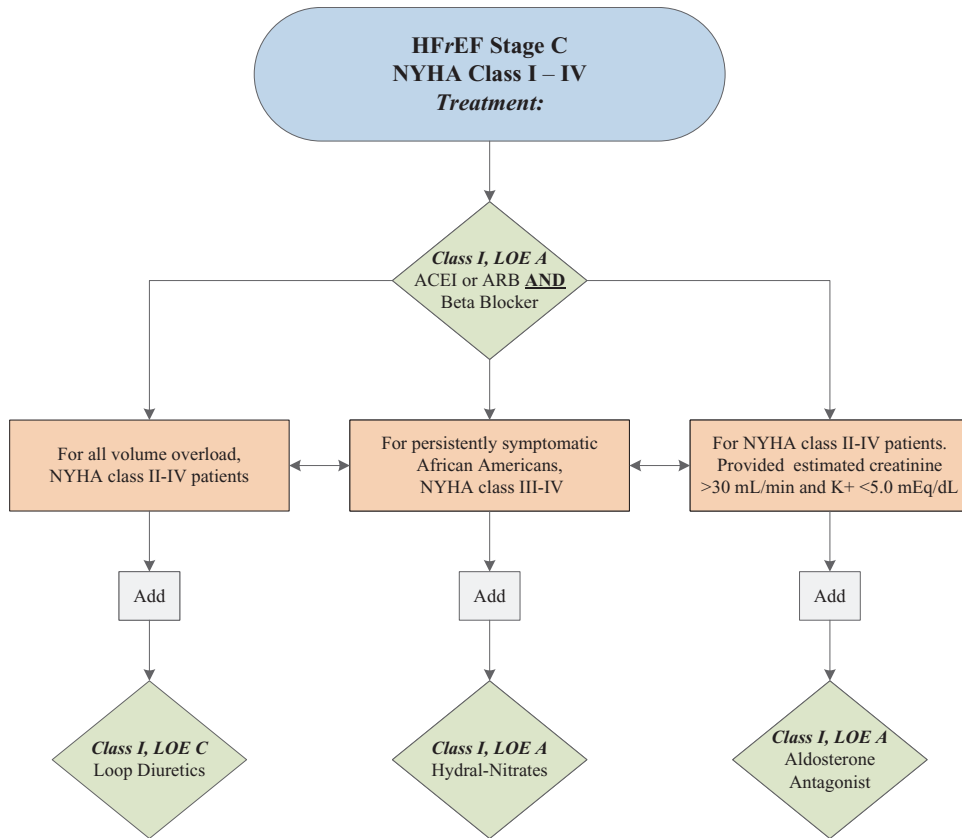 HFrEF Stage C
NYHA Class I – IV
Treatment:
Class I, LOE A
ACEI or ARB AND
Beta Blocker
For all volume overload,
NYHA class II-IV patients
For persistently symptomatic
African Americans,
NYHA class III-IV
For NYHA class II-IV patients.
Provided estimated creatinine
>30 mL/min and K+ <5.0 mEq/dL
Add
Add
Add
Class I, LOE C
Loop Diuretics
Class I, LOE A
Hydral-Nitrates
Class I, LOE A
Aldosterone
Antagonist